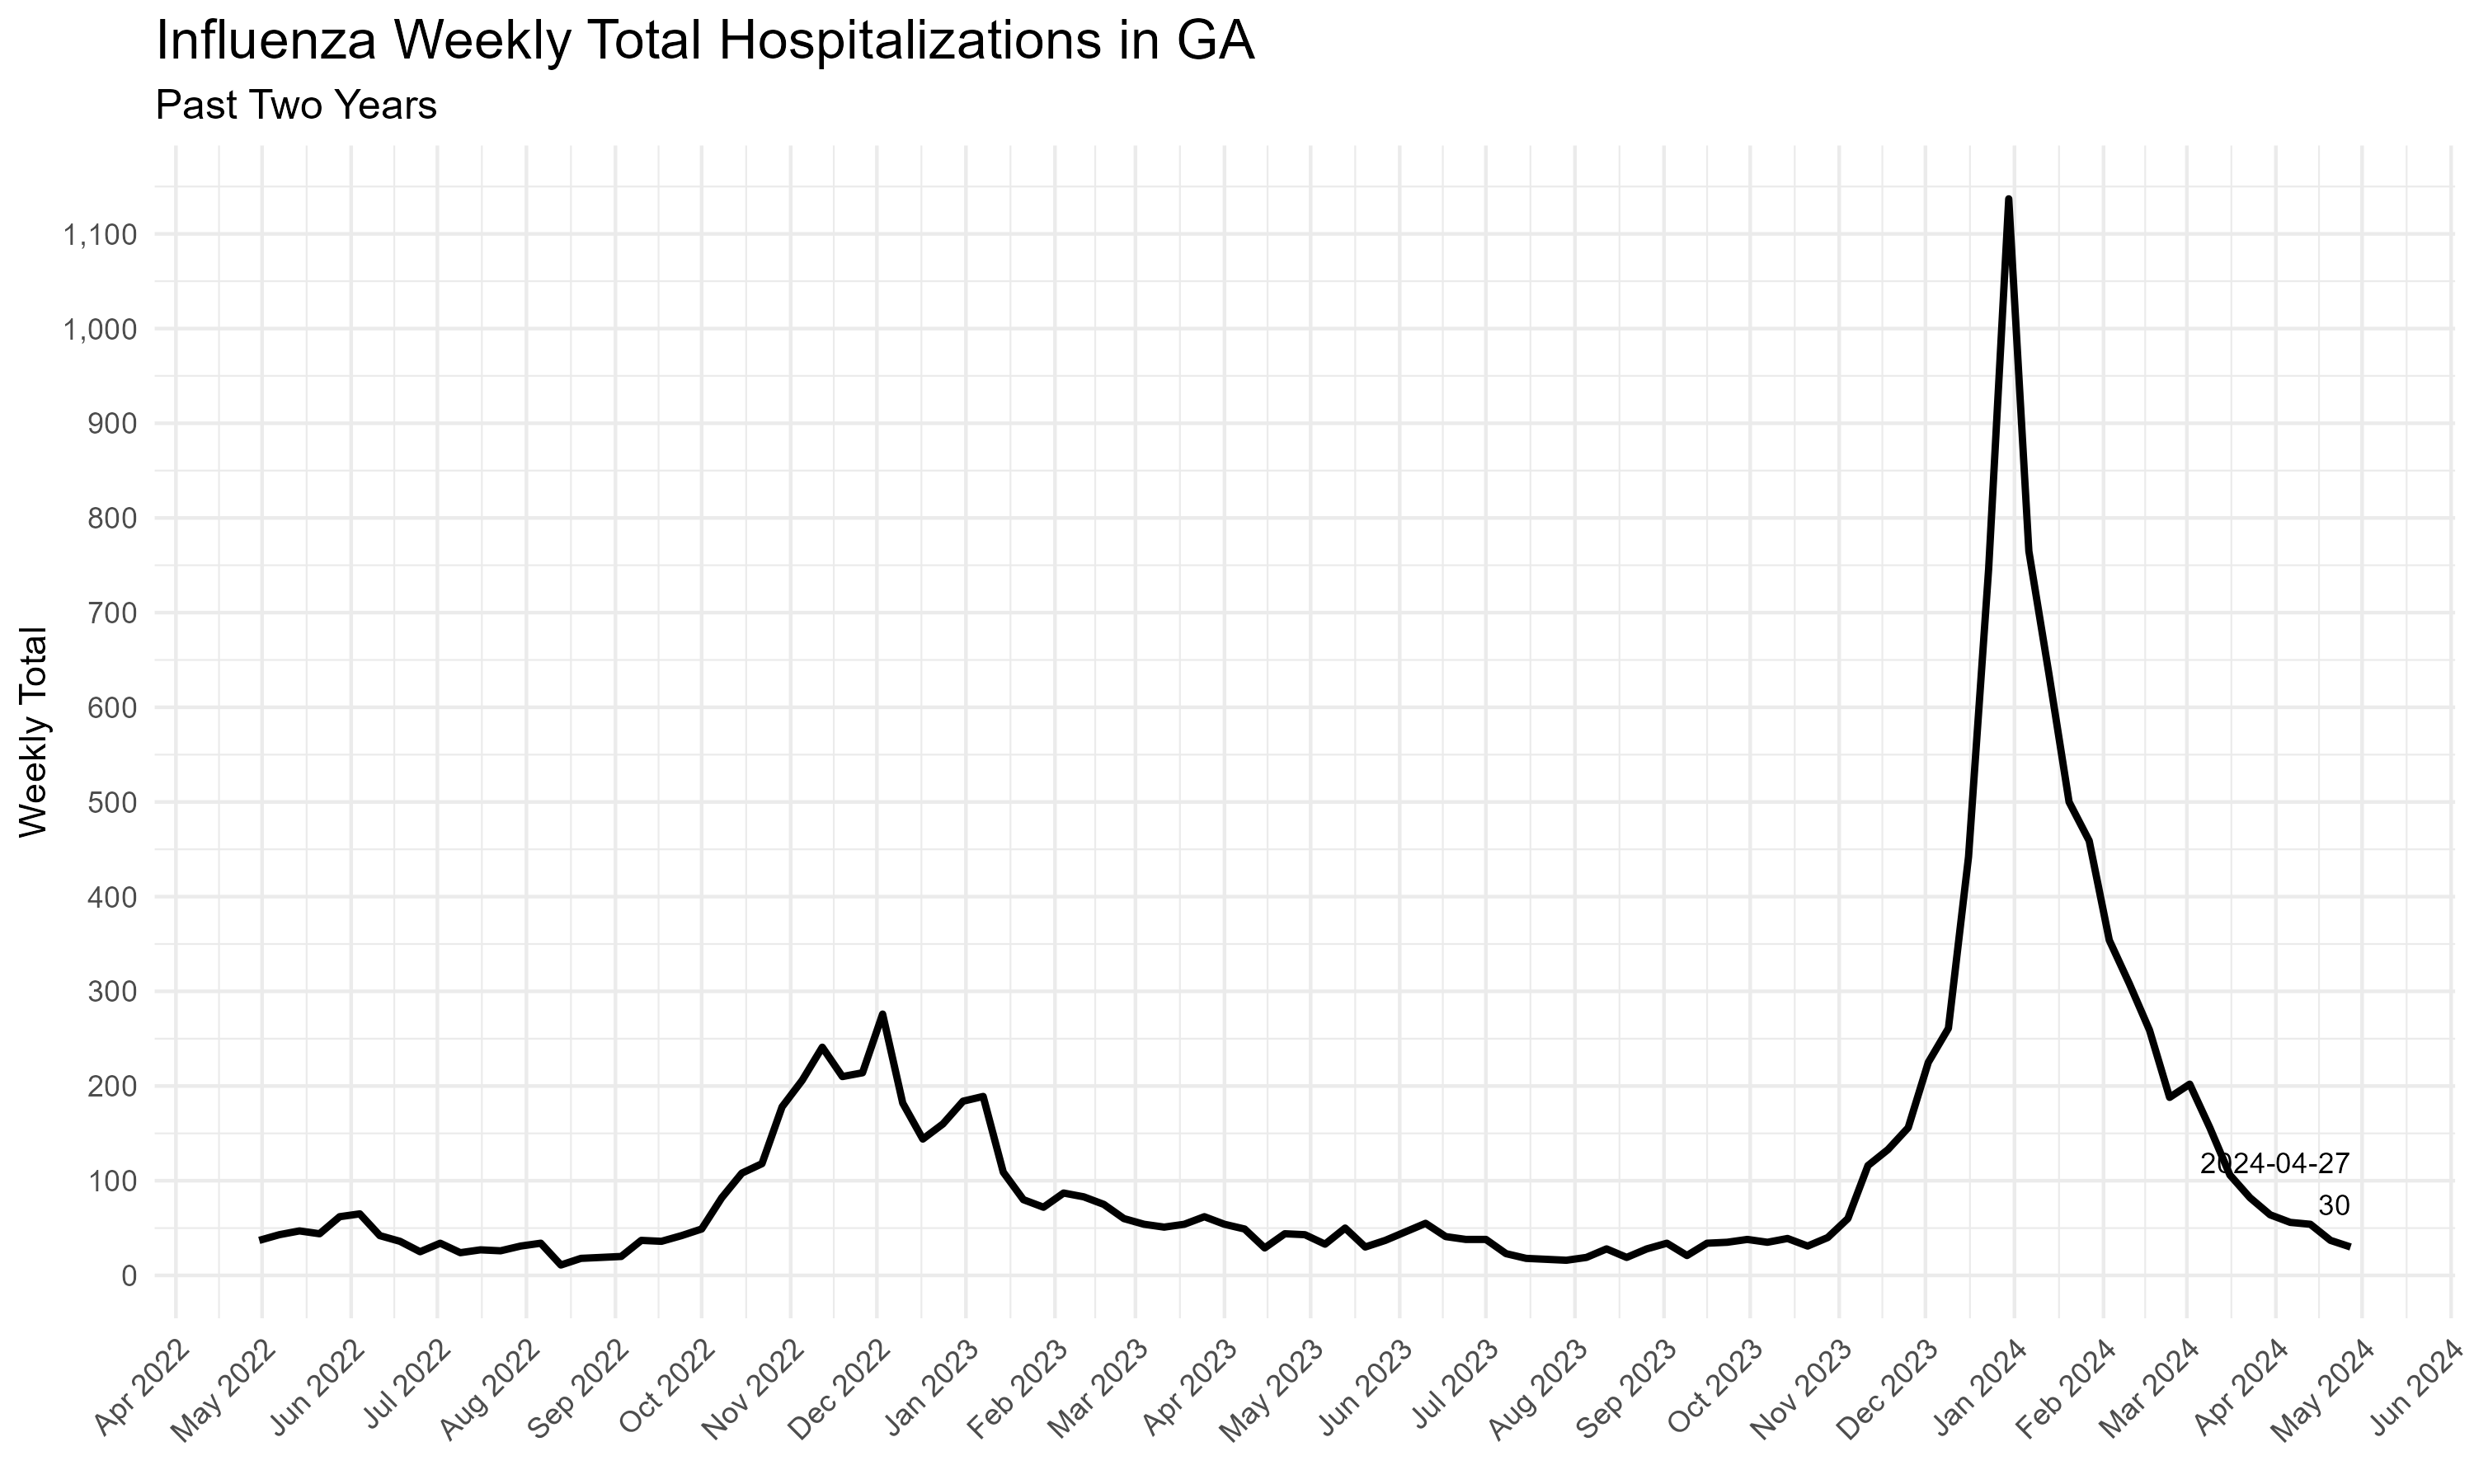 Influenza Weekly Total Hospitalizations in GA
Past Two Years
Weekly Total
1,100
1,000
900
800
700
600
500
400
300
200
100
0
2024-04-27
30
Apr 2022
May 2022
Jun 2022
Jul 2022
Aug 2022
Sep 2022
Oct 2022
Nov 2022
Dec 2022
Jan 2023
Feb 2023
Mar 2023
Apr 2023
May 2023
Jun 2023
Jul 2023
Aug 2023
Sep 2023
Oct 2023
Nov 2023
Dec 2023
Jan 2024
Feb 2024
Mar 2024
Apr 2024
May 2024
Jun 2024